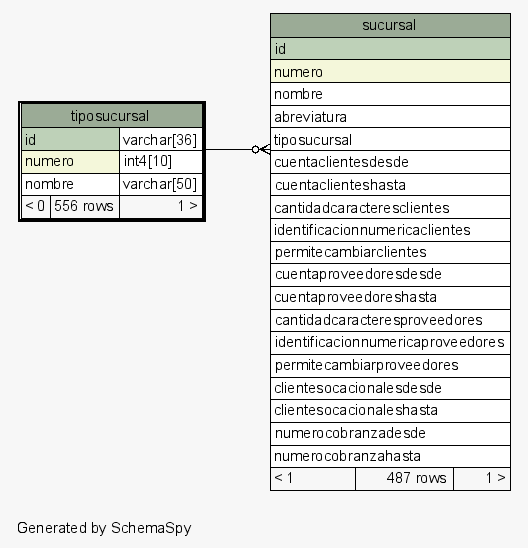 tiposucursal
id varchar[36]
numero int4[10]
nombre varchar[50]
< 0 556 rows 1 >
sucursal
id
numero
nombre
abreviatura
tiposucursal
cuentaclientesdesde
cuentaclienteshasta
cantidadcaracteresclientes
identificacionnumericaclientes
permitecambiarclientes
cuentaproveedoresdesde
cuentaproveedoreshasta
cantidadcaracteresproveedores
identificacionnumericaproveedores
permitecambiarproveedores
clientesocacionalesdesde
clientesocacionaleshasta
numerocobranzadesde
numerocobranzahasta
< 1 487 rows 1 >
Generated by SchemaSpy